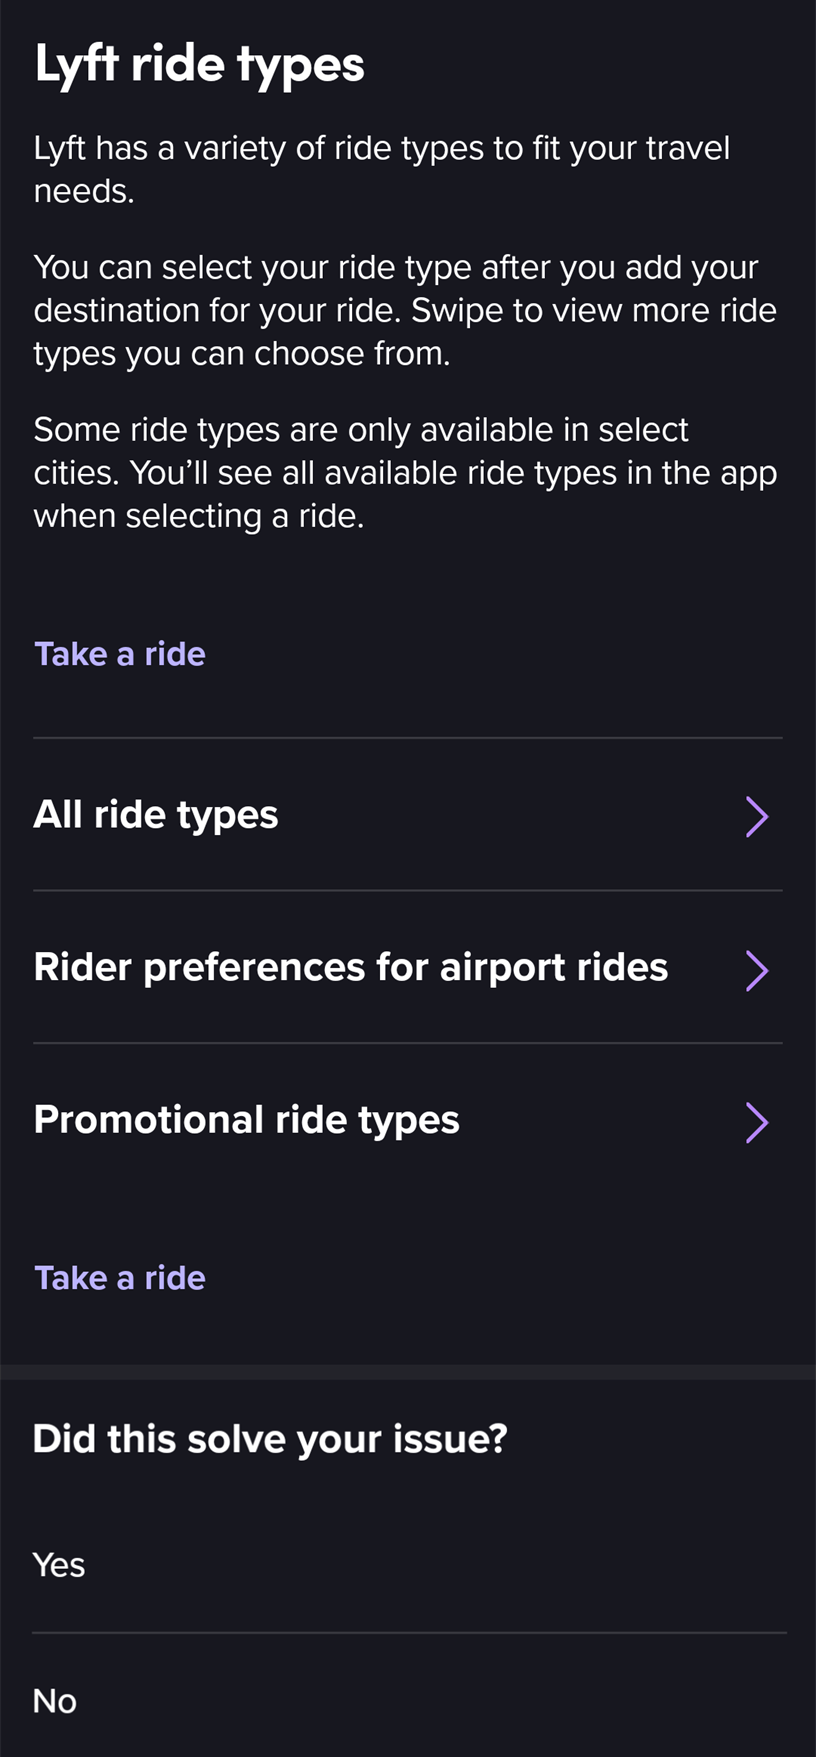 Lyft ride types
Lyft has a variety of ride types to fit your travel
needs.
You can select your ride type after you add your
destination for your ride. Swipe to view more ride
types you can choose from.
Some ride types are only available in select
cities. You’ll see all available ride types in the app
when selecting a ride.
Take a ride
All ride types
Rider preferences for airport rides
Promotional ride types
Take a ride
Did this solve your issue?
Yes
No